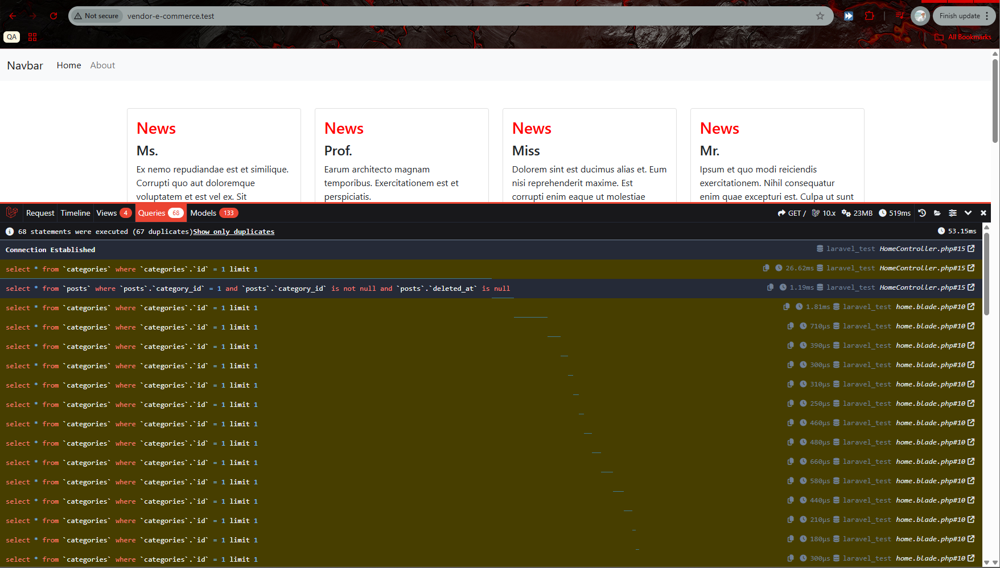 Not secure vendor-e-commerce.test Finish update
QA All Bookmarks
Navbar Home About
News
Ms.
Ex nemo repudiandae est et similique.
Corrupti quo aut doloremque
voluptatem et est vel ex. Sit
News
Prof.
Earum architecto magnam
temporibus. Exercitationem est et
perspiciatis.
News
Miss
Dolorem sint est ducimus alias et. Eum
nisi reprehenderit maxime. Est
corrupti enim eaque ut molestiae
News
Mr.
Ipsum et quo modi reiciendis
exercitationem. Nihil consequatur
enim quae excepturi est. Culpa ut sunt
Request Timeline Views 4 Queries 68 Models 133 GET / 10.x 23MB 519ms
68 statements were executed (67 duplicates)Show only duplicates 53.15ms
Connection Established laravel_test HomeController.php#15
select * from `categories` where `categories`.`id` = 1 limit 1 26.62ms laravel_test HomeController.php#15
select * from `posts` where `posts`.`category_id` = 1 and `posts`.`category_id` is not null and `posts`.`deleted_at` is null 1.19ms laravel_test HomeController.php#15
select * from `categories` where `categories`.`id` = 1 limit 1 1.81ms laravel_test home.blade.php#10
select * from `categories` where `categories`.`id` = 1 limit 1 710μs laravel_test home.blade.php#10
select * from `categories` where `categories`.`id` = 1 limit 1 390μs laravel_test home.blade.php#10
select * from `categories` where `categories`.`id` = 1 limit 1 300μs laravel_test home.blade.php#10
select * from `categories` where `categories`.`id` = 1 limit 1 310μs laravel_test home.blade.php#10
select * from `categories` where `categories`.`id` = 1 limit 1 250μs laravel_test home.blade.php#10
select * from `categories` where `categories`.`id` = 1 limit 1 460μs laravel_test home.blade.php#10
select * from `categories` where `categories`.`id` = 1 limit 1 480μs laravel_test home.blade.php#10
select * from `categories` where `categories`.`id` = 1 limit 1 660μs laravel_test home.blade.php#10
select * from `categories` where `categories`.`id` = 1 limit 1 580μs laravel_test home.blade.php#10
select * from `categories` where `categories`.`id` = 1 limit 1 440μs laravel_test home.blade.php#10
select * from `categories` where `categories`.`id` = 1 limit 1 210μs laravel_test home.blade.php#10
select * from `categories` where `categories`.`id` = 1 limit 1 180μs laravel_test home.blade.php#10
select * from `categories` where `categories`.`id` = 1 limit 1 300μs laravel_test home.blade.php#10